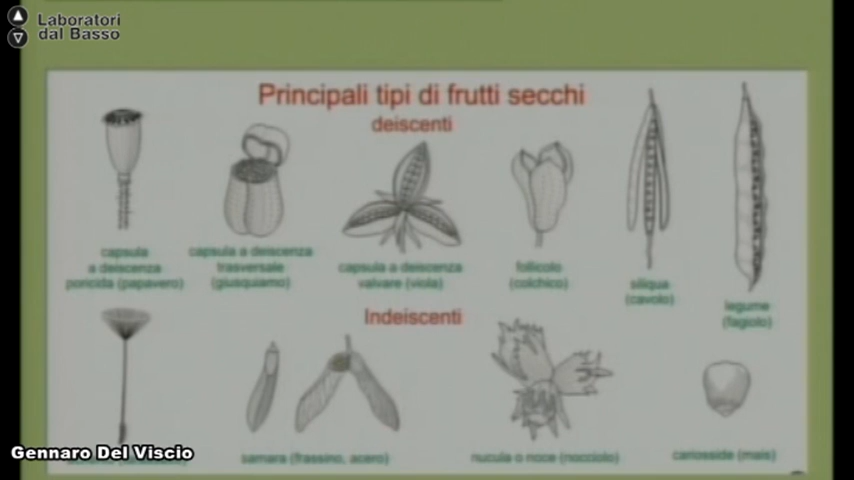 Laboratori
dal Basso
Principali tipi di frutti secchi
deiscenti
capsula
a deiscenza
poricida (papavero)
capsula a deiscenza
trasversale
(giusquiamo)
capsula a deiscenza
valvare (viola)
follicolo
(colchico)
siliqua
(cavolo)
legume
(fagiolo)
Indeiscenti
samara (frassino, acero)
nucula o noce (nocciolo)
cariosside (mais)
Gennaro Del Viscio